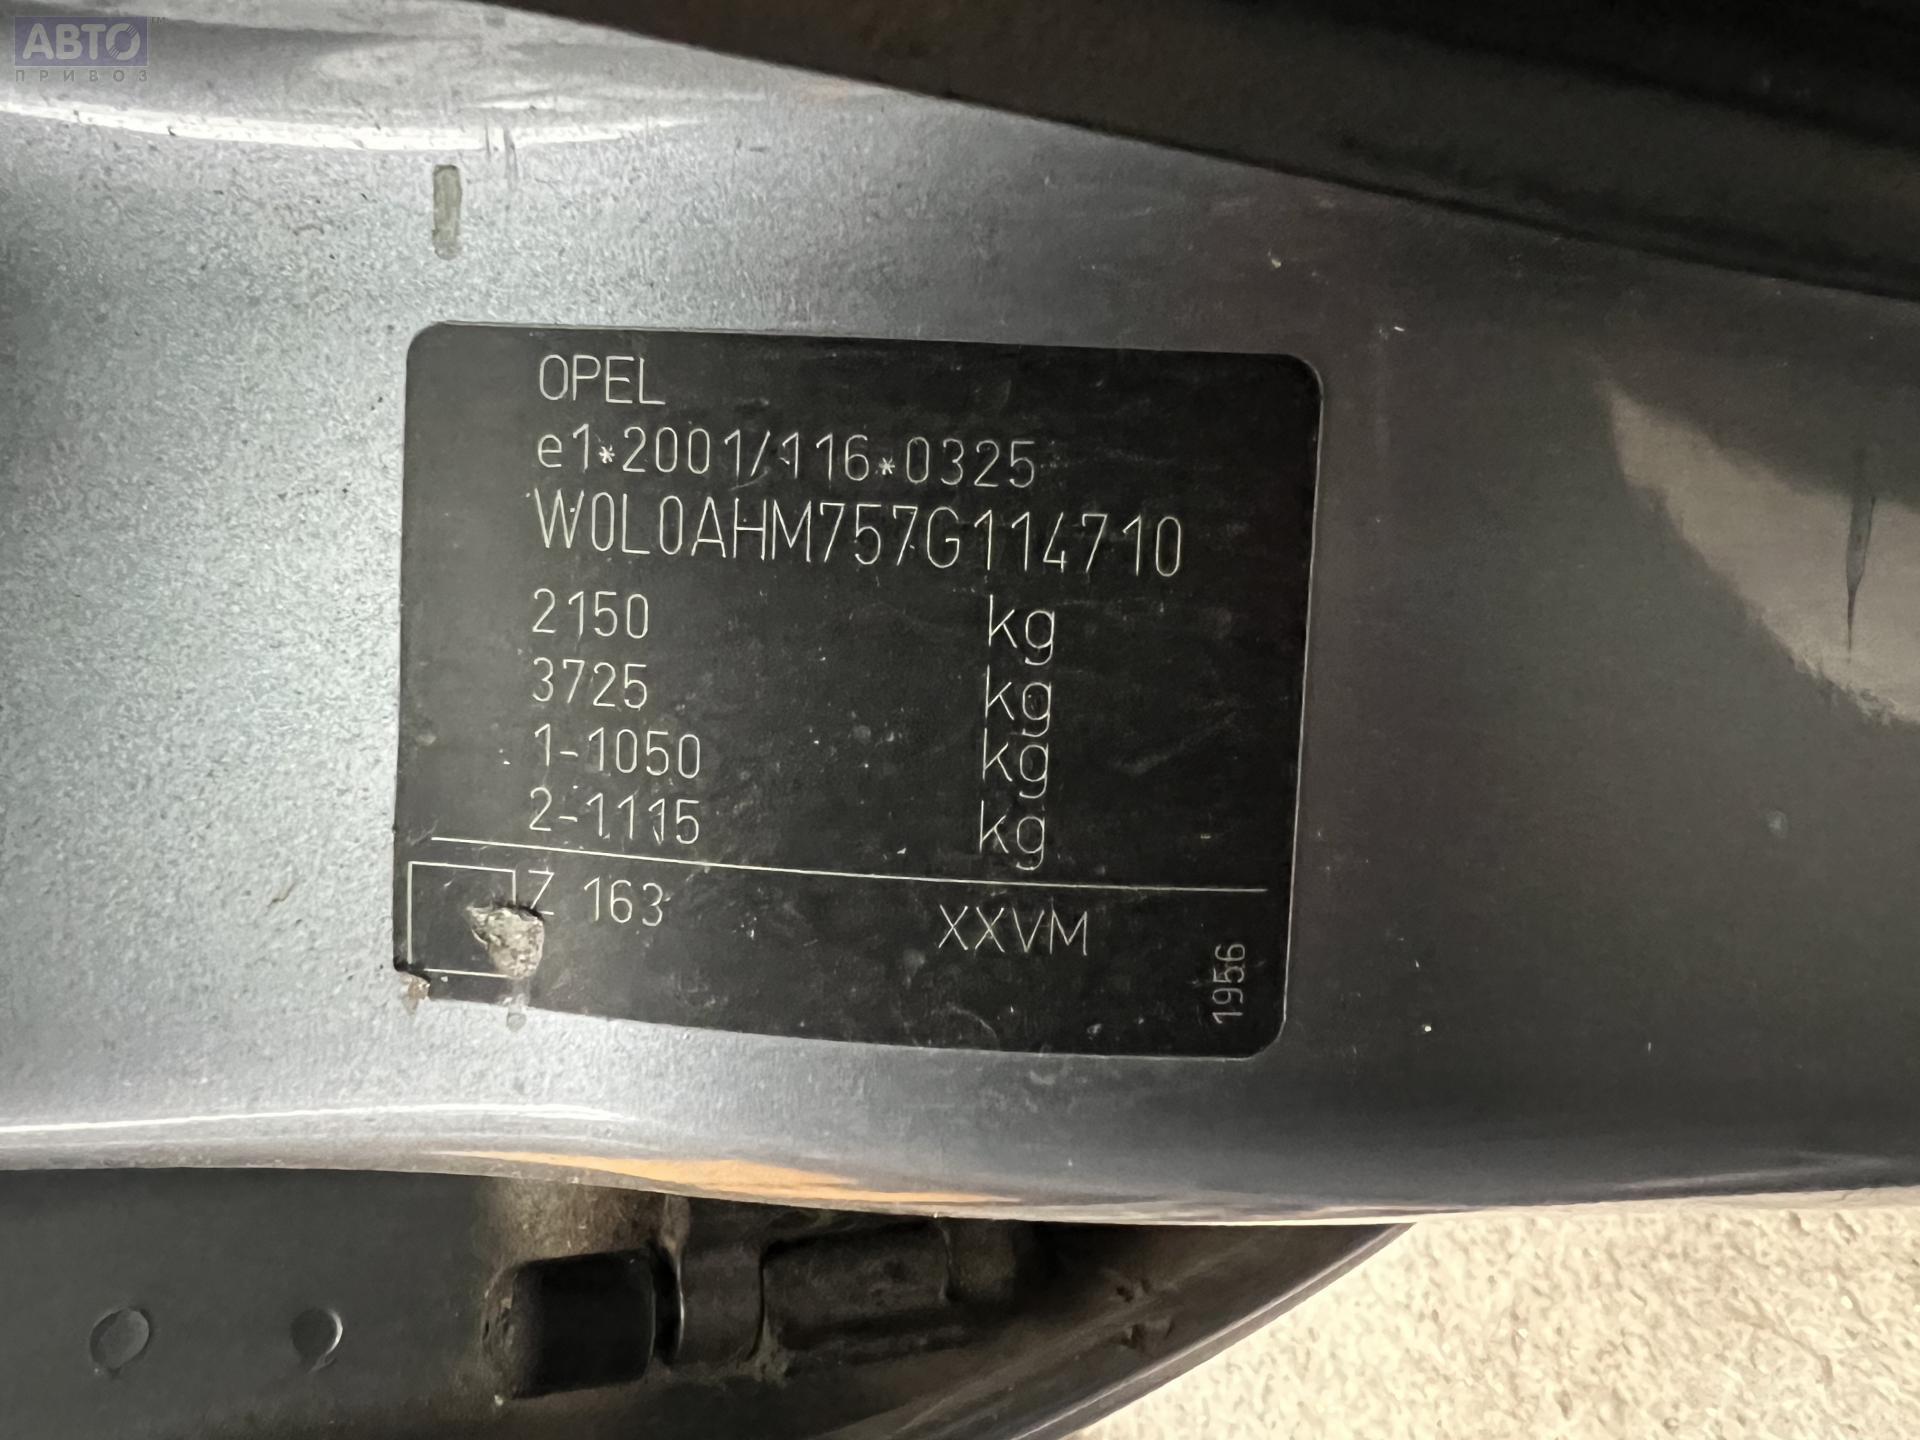 АВТО™
ПРИВОЗ
OPEL
e1*2001/116*0325
W0L0AHM757G114710
2150 kg
3725 kg
1-1050 kg
2-1115 kg
Z 163 XXVM
1956